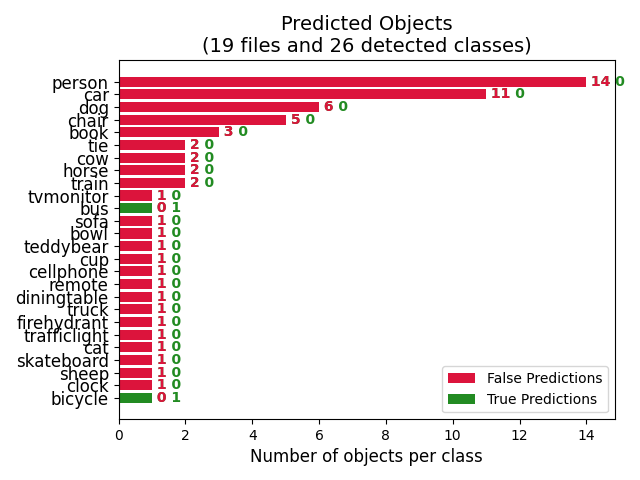 Predicted Objects
(19 files and 26 detected classes)
person 14 0
car 11 0
dog 6 0
chair 5 0
book 3 0
tie 2 0
cow 2 0
horse 2 0
train 2 0
tvmonitor 1 0
bus 0 1
sofa 1 0
bowl 1 0
teddybear 1 0
cup 1 0
cellphone 1 0
remote 1 0
diningtable 1 0
truck 1 0
firehydrant 1 0
trafficlight 1 0
cat 1 0
skateboard 1 0
sheep 1 0
clock 1 0
bicycle 0 1
False Predictions
True Predictions
0 2 4 6 8 10 12 14
Number of objects per class